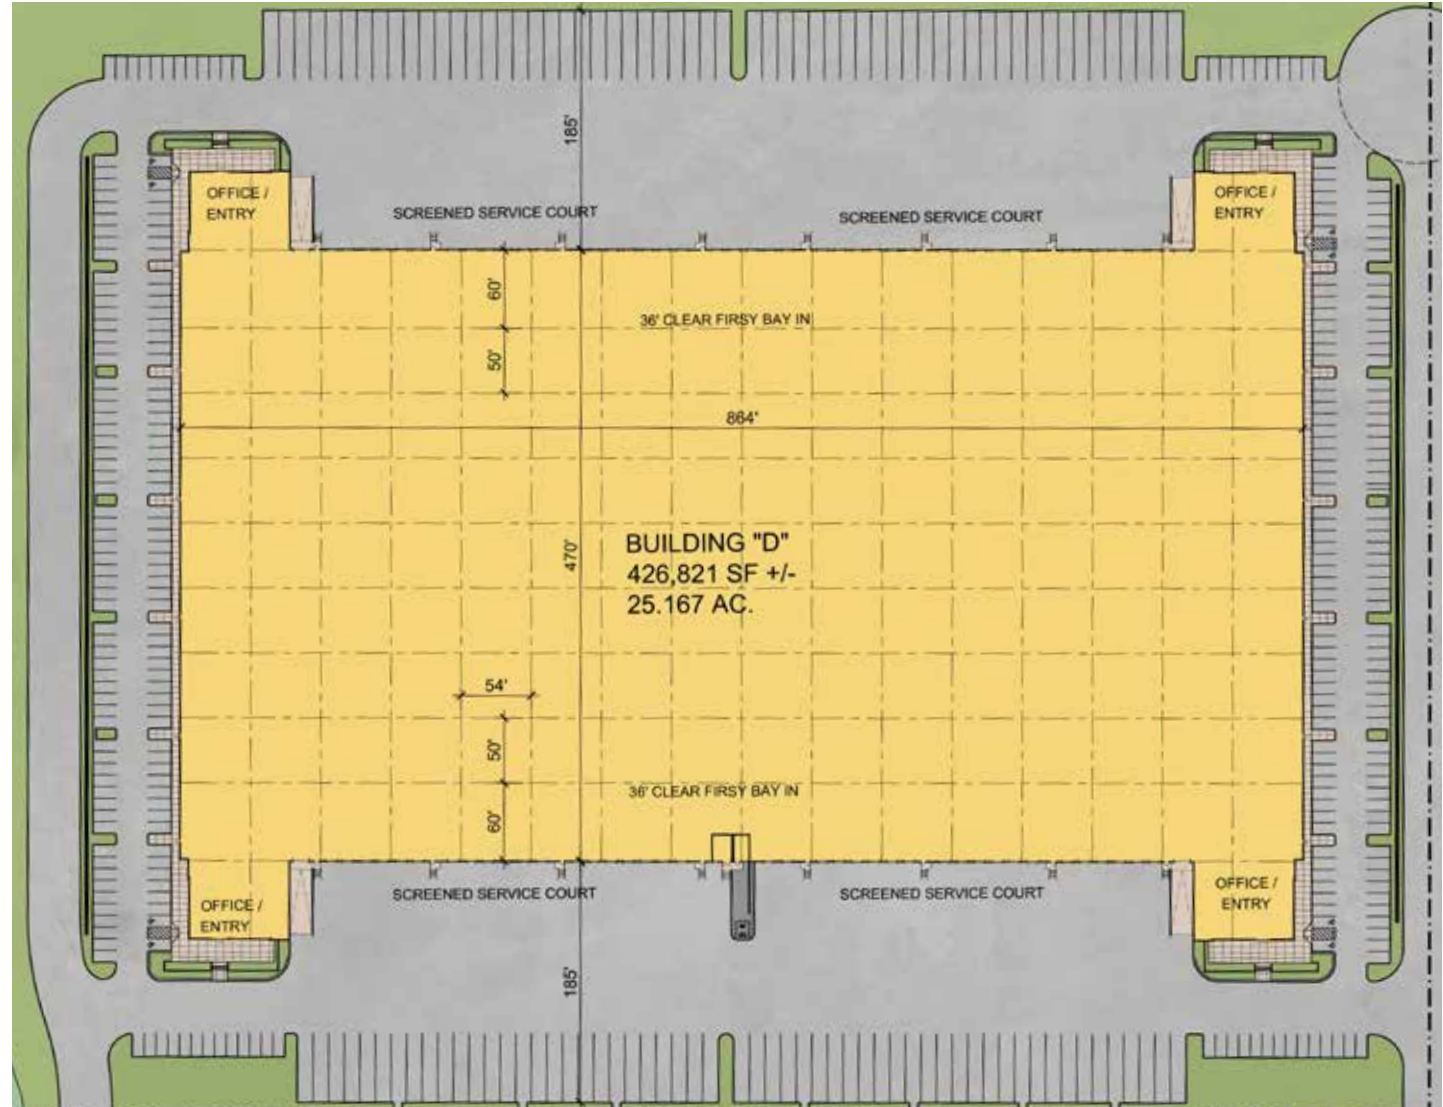 185'
OFFICE /
ENTRY
SCREENED SERVICE COURT
SCREENED SERVICE COURT
OFFICE /
ENTRY
60'
36' CLEAR FIRSY BAY IN
50'
864'
470'
BUILDING "D"
426,821 SF +/-
25.167 AC.
54'
50'
36' CLEAR FIRSY BAY IN
60'
OFFICE /
ENTRY
SCREENED SERVICE COURT
SCREENED SERVICE COURT
OFFICE /
ENTRY
185'